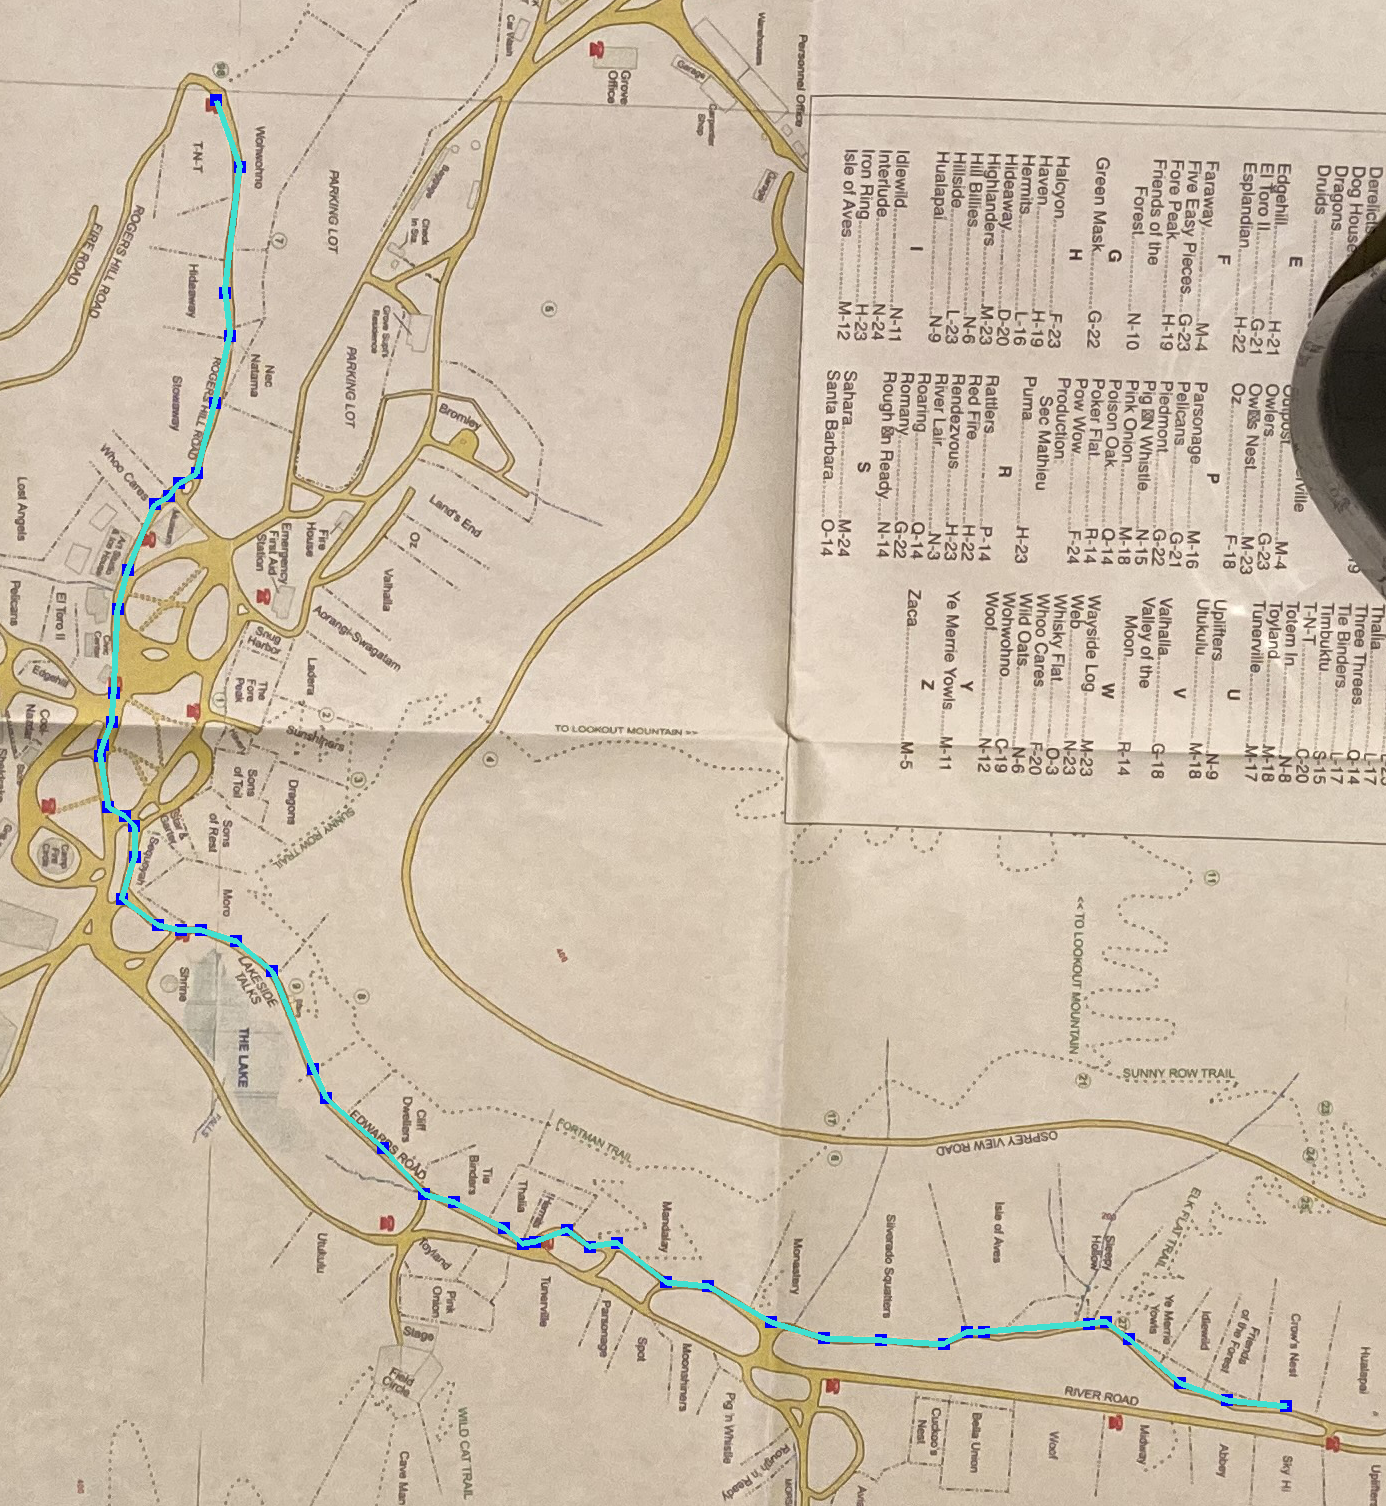 Dog House
Dragons
Druids
E
Edgehill H-21
El Toro II G-21
Esplandian H-22
F
Faraway M-4
Five Easy Pieces G-23
Fore Peak H-19
Friends of the
Forest N-10
G
Green Mask G-22
H
Halcyon F-23
Haven H-19
Hermits L-16
Hideaway D-20
Highlanders M-23
Hill Billies N-6
Hillside L-23
Hualapai N-9
I
Idlewild N-11
Interlude N-24
Iron Ring H-23
Isle of Aves M-12
M-4
Owlers G-23
Owl☒s Nest M-23
Oz F-18
P
Parsonage M-16
Pelicans G-21
Piedmont G-22
Pig ☒N Whistle N-15
Pink Onion M-18
Poison Oak Q-14
Poker Flat R-14
Pow Wow F-24
Production:
Sec Mathieu
Puma H-23
R
Rattlers P-14
Red Fire H-22
Rendezvous H-23
River Lair N-3
Roaring Q-14
Romany G-22
Rough ☒n Ready N-14
S
Sahara M-24
Santa Barbara O-14
Thalia L-17
Three Threes Q-14
Tie Binders L-17
Timbuktu S-15
T-N-T C-20
Totem In N-8
Toyland M-18
Tunerville M-17
U
Uplifters N-9
Utukulu M-18
V
Valhalla G-18
Valley of the
Moon R-14
W
Wayside Log M-23
Web N-23
Whisky Flat O-3
Whoo Cares F-20
Wild Oats N-6
Wohwohno C-19
Woof N-12
Y
Ye Merrie Yowls M-11
Z
Zaca M-5
Personnel Office
Warehouses
Garage
Carpenter
Shop
Garage
Grove
Office
Car Wash
Check
In Sta.
Grove Supt's
Residence
PARKING LOT
PARKING LOT
Bromley
Land's End
Oz
Fire
House
Emergency
First Aid
Station
Valhalla
Aorangi-Swagatam
Snug
Harbor
Ladera
The
Fore
Peak
Sunshiners
Dragons
Sons
of Toil
Sons
of Rest
SUNNY ROW TRAIL
Star &
Garter
Sequoyah
Moro
Wohwohno
T-N-T
Hideaway
Nec
Natama
Stowaway
ROGERS HILL ROAD
ROGERS HILL ROAD
FIRE ROAD
Whoo Cares
Museum
Lost Angels
Pelicans
El Toro II
Civic
Center
Edgehill
Camp
Fire
Circle
Shrine
LAKESIDE
TALKS
THE LAKE
FALLS
EDWARDS ROAD
Cliff
Dwellers
Tie
Binders
Thalia
Hermits
FORTMAN TRAIL
Mandalay
Monastery
Silverado Squatters
Isle of Aves
Sleepy
Hollow
ELK FLAT TRAIL
Ye Merrie
Yowls
Idlewild
Friends
of the
Forest
Crow's Nest
Hualapai
OSPREY VIEW ROAD
SUNNY ROW TRAIL
<< TO LOOKOUT MOUNTAIN
TO LOOKOUT MOUNTAIN >>
Utukulu
Toyland
Pink
Onion
Stage
Field
Circle
Tunerville
Parsonage
Spot
Moonshiners
Pig 'n Whistle
Rough 'n Ready
WILD CAT TRAIL
Cave Man
RIVER ROAD
Cuckoo's
Nest
Bella Union
Woof
Midway
Abbey
Sky Hi
Uplifters